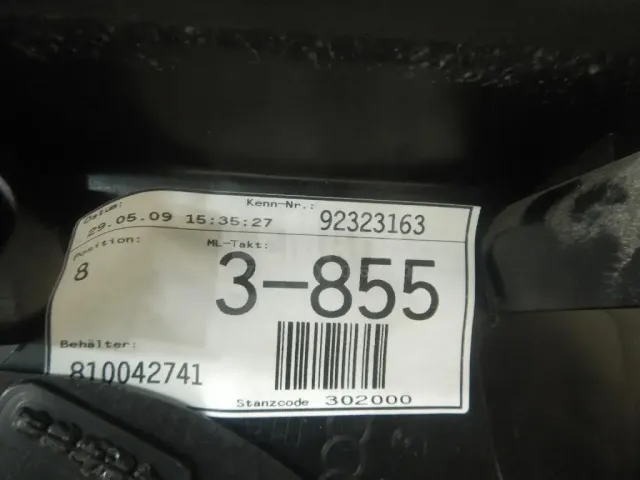 Datum: Kenn-Nr.:
29.05.09 15:35:27 92323163
Position: ML-Takt:
8 3-855
Behälter:
810042741
Stanzcode 302000